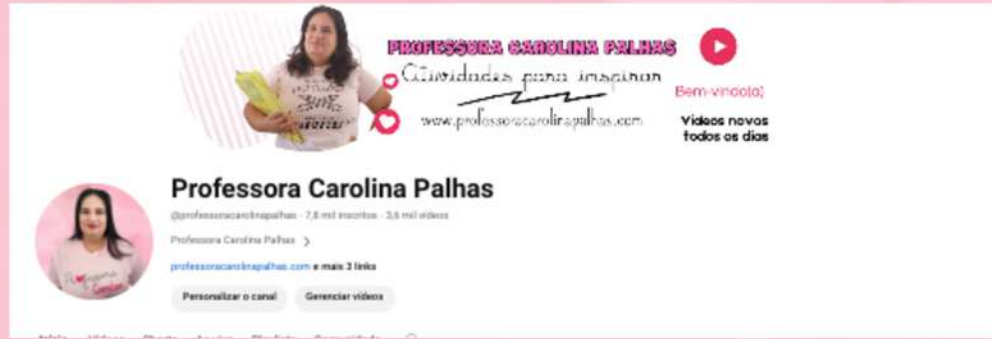 PROFESSORA CAROLINA PALHAS
Atividades para inspirar
www.professoracarolinapalhas.com
Bem-vindo(a)
Vídeos novos
todos os dias
Professora Carolina Palhas
@professoracarolinapalhas · 7,8 mil inscritos · 3,6 mil vídeos
Professora Carolina Palhas
professoracarolinapalhas.com e mais 3 links
Personalizar o canal Gerenciar vídeos
Professora
Carolina